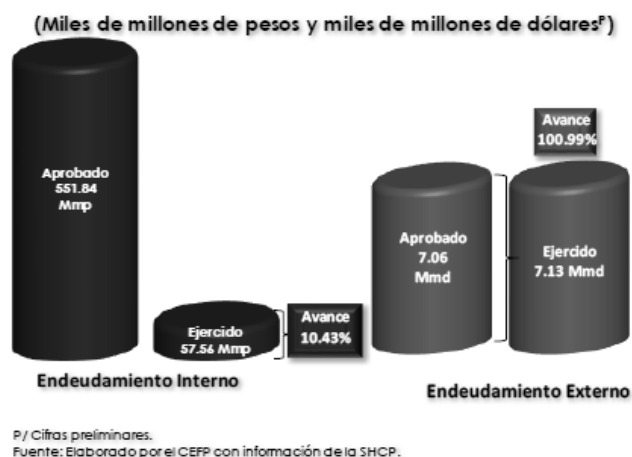 (Miles de millones de pesos y miles de millones de dólaresᴾ)
Aprobado
551.84
Mmp
Ejercido
57.56 Mmp
Avance
10.43%
Endeudamiento Interno
Aprobado
7.06
Mmd
Avance
100.99%
Ejercido
7.13 Mmd
Endeudamiento Externo
P/ Cifras preliminares.
Fuente: Elaborado por el CEFP con información de la SHCP.